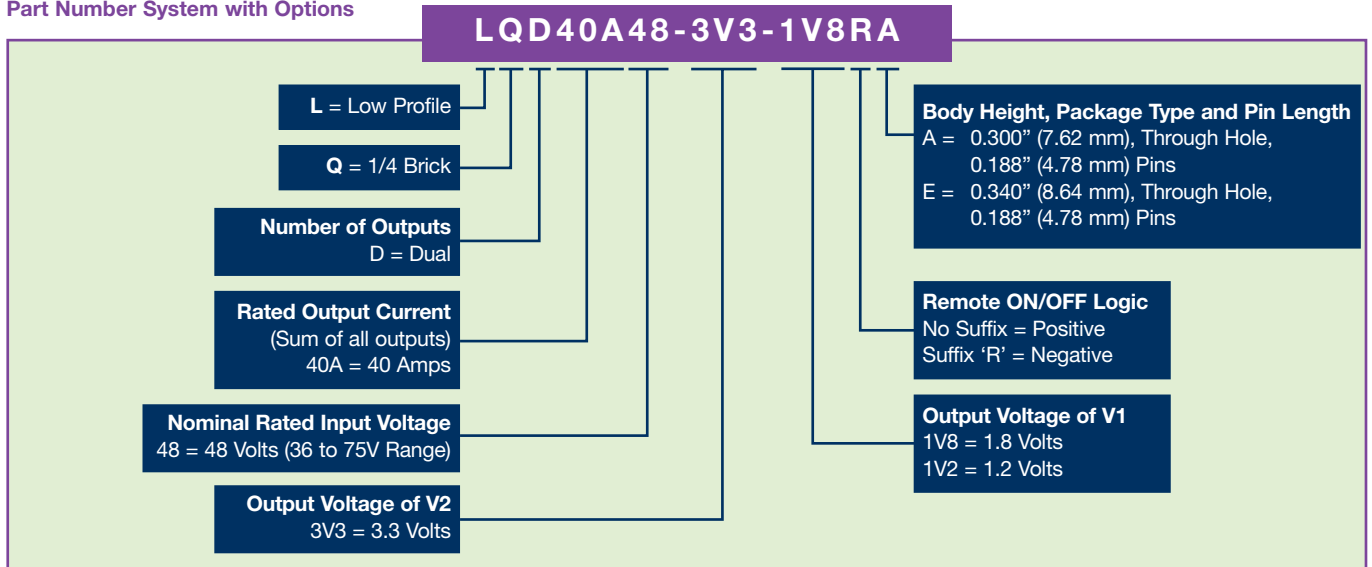 Part Number System with Options
LQD40A48-3V3-1V8RA
L = Low Profile
Q = 1/4 Brick
Number of Outputs
D = Dual
Rated Output Current
(Sum of all outputs)
40A = 40 Amps
Nominal Rated Input Voltage
48 = 48 Volts (36 to 75V Range)
Output Voltage of V2
3V3 = 3.3 Volts
Body Height, Package Type and Pin Length
A = 0.300” (7.62 mm), Through Hole,
0.188” (4.78 mm) Pins
E = 0.340” (8.64 mm), Through Hole,
0.188” (4.78 mm) Pins
Remote ON/OFF Logic
No Suffix = Positive
Suffix ‘R’ = Negative
Output Voltage of V1
1V8 = 1.8 Volts
1V2 = 1.2 Volts